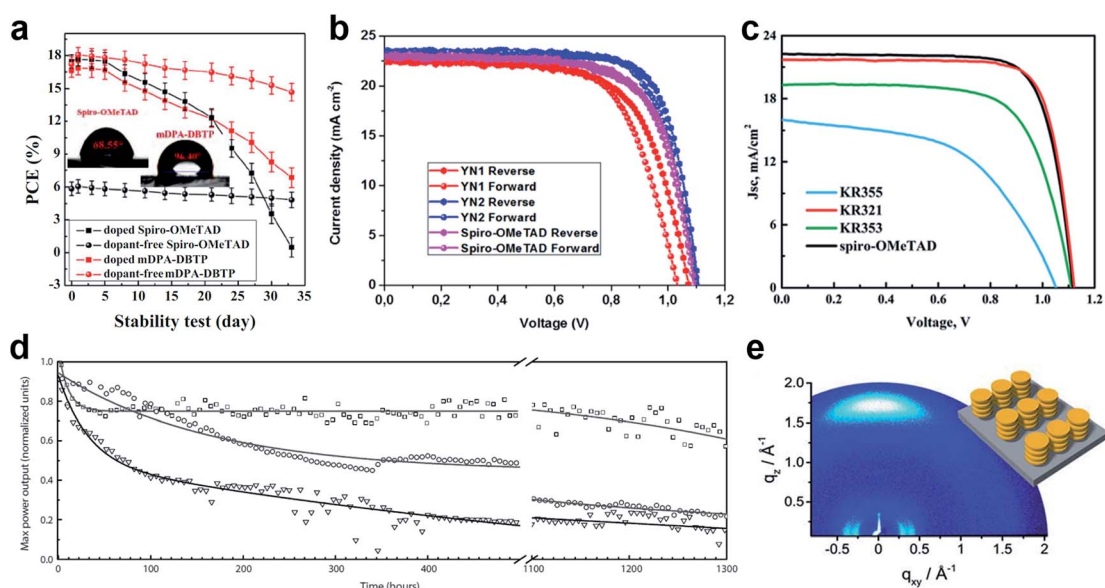 a
PCE (%)
21
18
15
12
9
6
3
0
-3
Spiro-OMeTAD
68.55°
mDPA-DBTP
96.40°
doped Spiro-OMeTAD
dopant-free Spiro-OMeTAD
doped mDPA-DBTP
dopant-free mDPA-DBTP
0 5 10 15 20 25 30 35
Stability test (day)
b
Current density (mA cm⁻²)
25
20
15
10
5
0
YN1 Reverse
YN1 Forward
YN2 Reverse
YN2 Forward
Spiro-OMeTAD Reverse
Spiro-OMeTAD Forward
0,0 0,2 0,4 0,6 0,8 1,0 1,2
Voltage (V)
c
Jsc, mA/cm²
24
18
12
6
0
KR355
KR321
KR353
spiro-OMeTAD
0.0 0.2 0.4 0.6 0.8 1.0 1.2
Voltage, V
d
Max power output (normalized units)
1.0
0.8
0.6
0.4
0.2
0.0
0 100 200 300 400 1100 1200 1300
Time (hours)
e
q_z / Å⁻¹
2.0
1.5
1.0
0.5
-0.5 0 0.5 1 1.5 2
q_xy / Å⁻¹